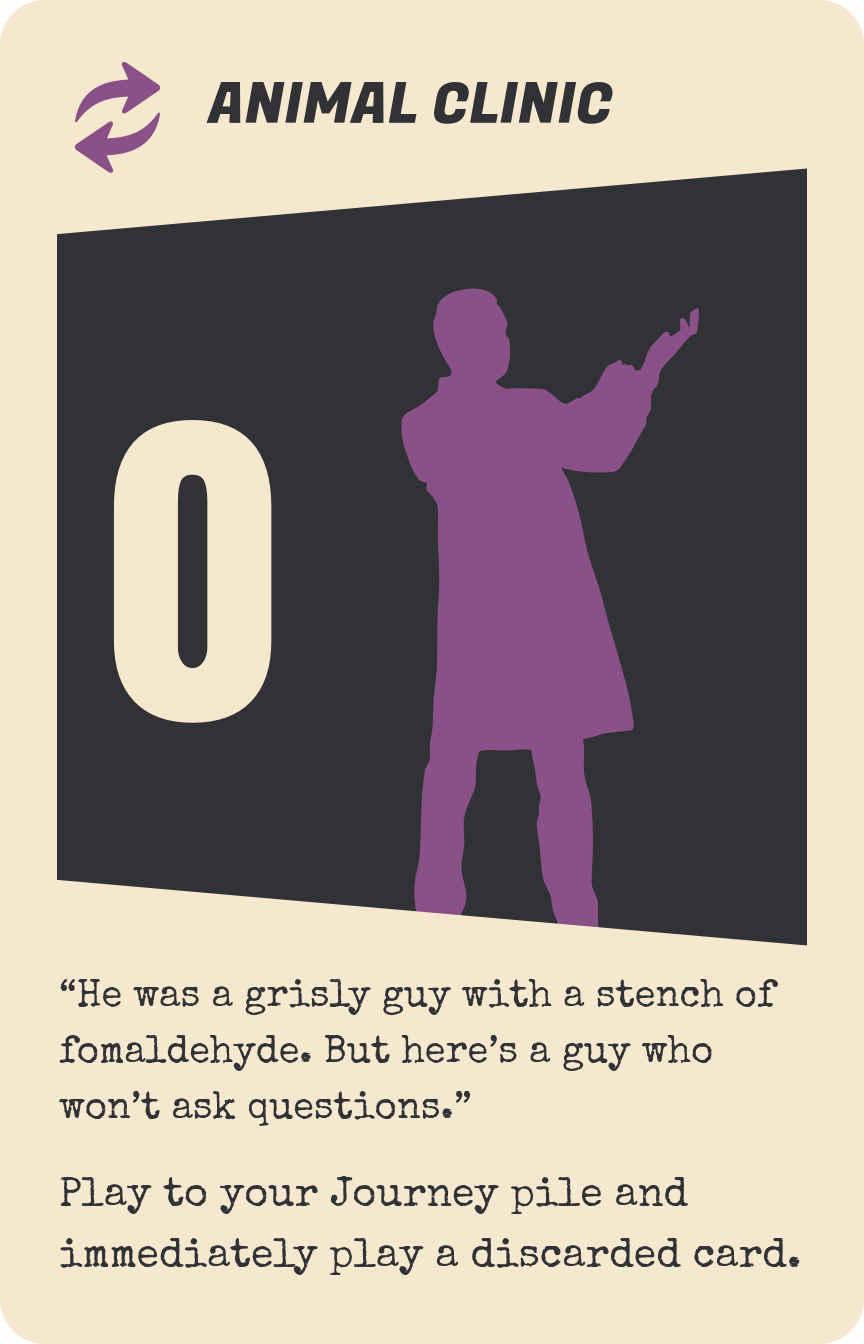 ANIMAL CLINIC
0
“He was a grisly guy with a stench of
fomaldehyde. But here’s a guy who
won’t ask questions.”
Play to your Journey pile and
immediately play a discarded card.